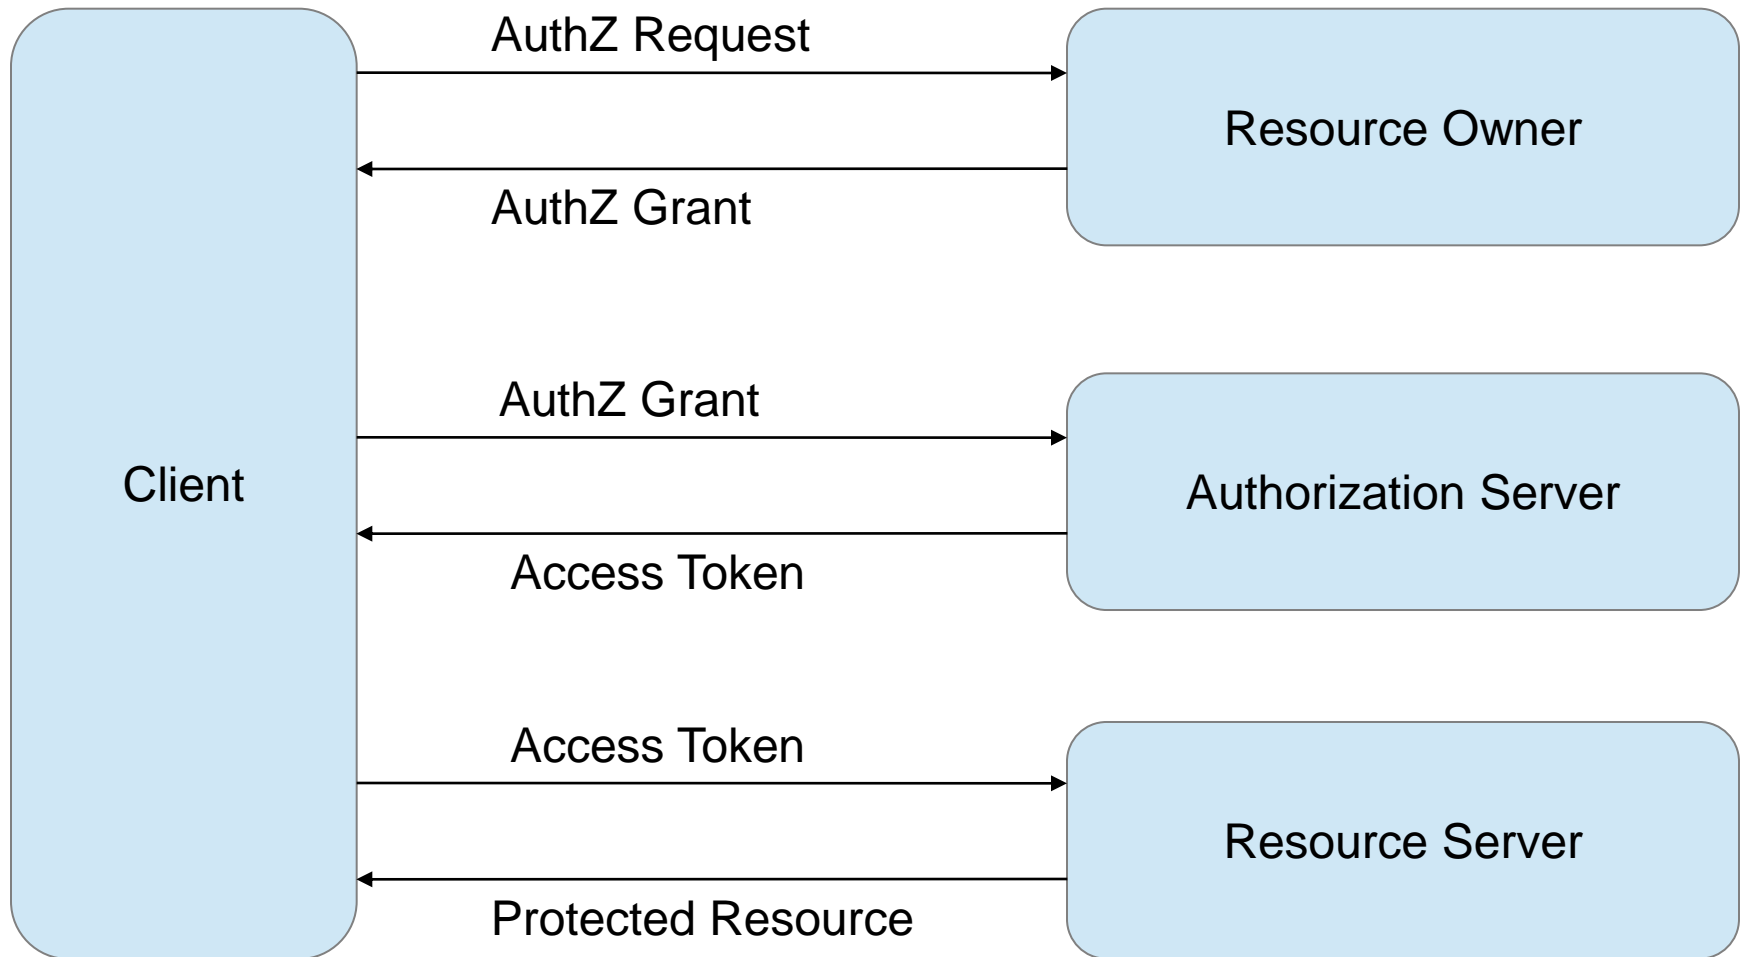 AuthZ Request
Resource Owner
AuthZ Grant
AuthZ Grant
Client
Authorization Server
Access Token
Access Token
Resource Server
Protected Resource